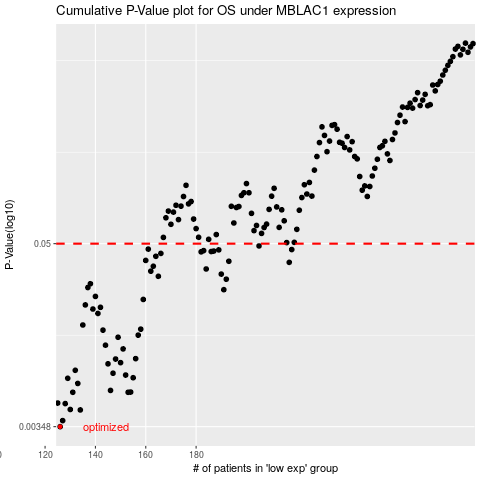 Cumulative P-Value plot for OS under MBLAC1 expression
P-Value(log10)
0.05
0.00348
optimized
0 120 140 160 180
# of patients in 'low exp' group